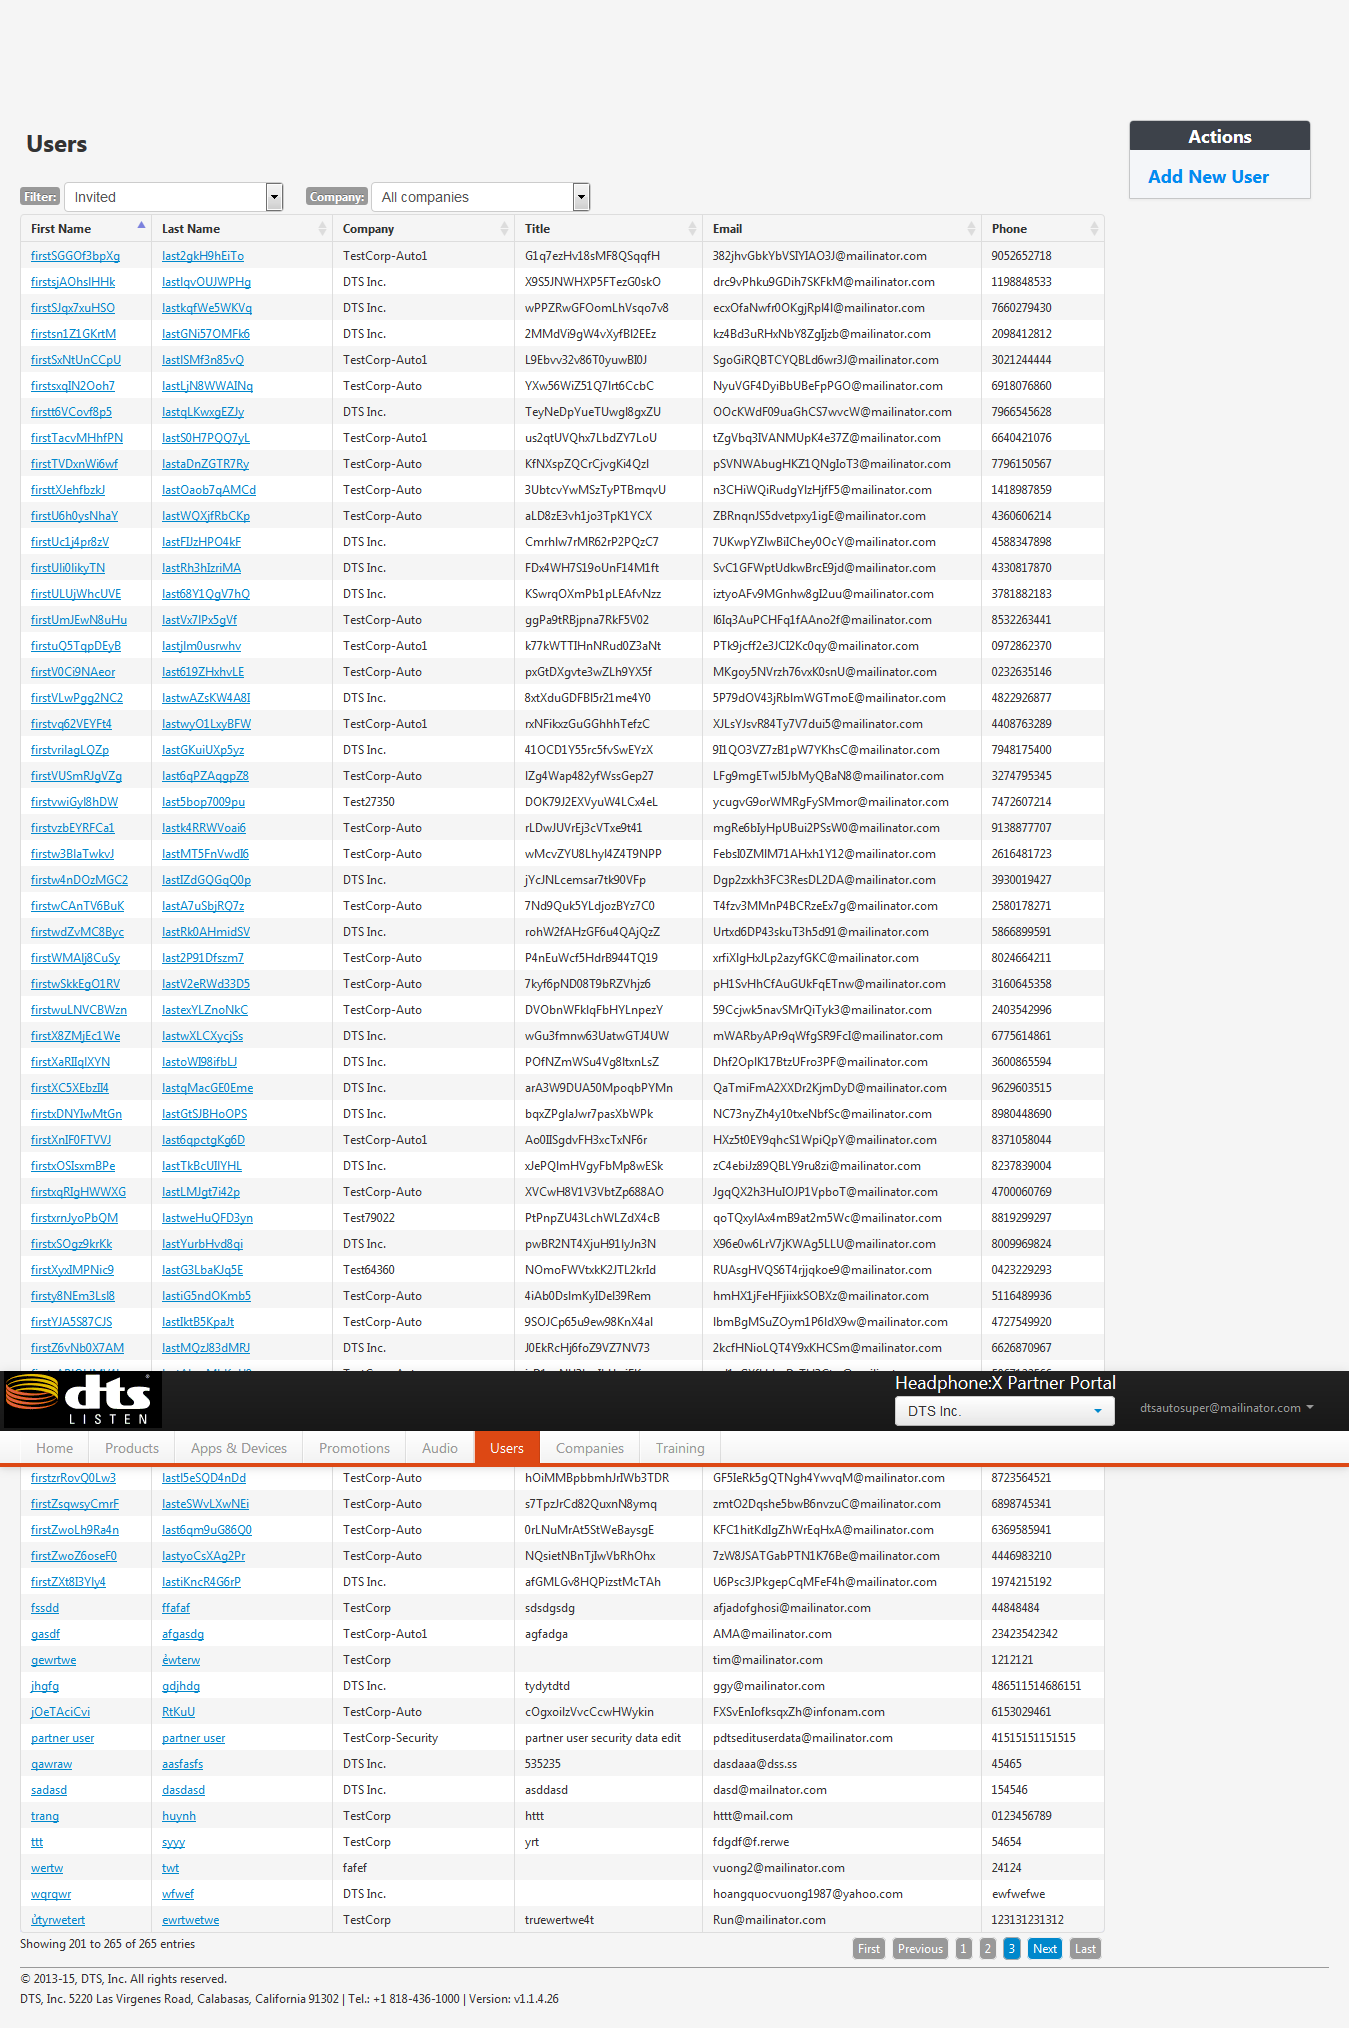 Users
Actions
Add New User
Filter: Invited Company: All companies
First Name Last Name Company Title Email Phone
firstSGGOf3bpXg last2gkH9hEiTo TestCorp-Auto1 G1q7ezHv18sMF8QSqqfH 382jhvGbkYbVSIYIAO3J@mailinator.com 9052652718
firstsjAOhsIHHk lastIqvOUJWPHg DTS Inc. X9S5JNWHXP5FTezG0skO drc9vPhku9GDih7SKFkM@mailinator.com 1198848533
firstSJqx7xuHSO lastkqfWe5WKVq DTS Inc. wPPZRwGFOomLhVsqo7v8 ecxOfaNwfr0OKgjRpl4I@mailinator.com 7660279430
firstsn1Z1GKrtM lastGNi57OMFk6 DTS Inc. 2MMdVi9gW4vXyfBl2EEz kz4Bd3uRHxNbY8ZgIjzb@mailinator.com 2098412812
firstSxNtUnCCpU lastISMf3n85vQ TestCorp-Auto1 L9Ebvv32v86T0yuwBI0J SgoGiRQBTCYQBLd6wr3J@mailinator.com 3021244444
firstsxqIN2Ooh7 lastLjN8WWAINq TestCorp-Auto YXw56WiZ51Q7lrt6CcbC NyuVGF4DyiBbUBeFpPGO@mailinator.com 6918076860
firstt6VCovf8p5 lastqLKwxgEZJy DTS Inc. TeyNeDpYueTUwgl8gxZU OOcKWdF09uaGhCS7wvcW@mailinator.com 7966545628
firstTacvMHhfPN lastS0H7PQQ7yL TestCorp-Auto1 us2qtUVQhx7LbdZY7LoU tZgVbq3IVANMUpK4e37Z@mailinator.com 6640421076
firstTVDxnWi6wf lastaDnZGTR7Ry TestCorp-Auto KfNXspZQCrCjvgKi4Qzl pSVNWAbugHKZ1QNgIoT3@mailinator.com 7796150567
firsttXJehfbzkJ lastOaob7qAMCd TestCorp-Auto 3UbtcvYwMSzTyPTBmqvU n3CHiWQiRudgYlzHjfF5@mailinator.com 1418987859
firstU6h0ysNhaY lastWQXjfRbCKp TestCorp-Auto aLD8zE3vh1jo3TpK1YCX ZBRnqnJS5dvetpxy1igE@mailinator.com 4360606214
firstUc1j4pr8zV lastFIJzHPO4kF DTS Inc. Cmrhlw7rMR62rP2PQzC7 7UKwpYZlwBiIChey0OcY@mailinator.com 4588347898
firstUli0IikyTN lastRh3hIzriMA DTS Inc. FDx4WH7S19oUnF14M1ft SvC1GFWptUdkwBrcE9jd@mailinator.com 4330817870
firstULUjWhcUVE last68Y1QgV7hQ DTS Inc. KSwrqOXmPb1pLEAfvNzz iztyoAFv9MGnhw8gI2uu@mailinator.com 3781882183
firstUmJEwN8uHu lastVx7lPx5gVf TestCorp-Auto ggPa9tRBjpna7RkF5V02 l6Iq3AuPCHFq1fAAno2f@mailinator.com 8532263441
firstuQ5TqpDEyB lastjlm0usrwhv TestCorp-Auto1 k77kWTTIHnNRud0Z3aNt PTk9jcff2e3JCI2Kc0qy@mailinator.com 0972862370
firstV0Ci9NAeor last619ZHxhvLE TestCorp-Auto pxGtDXgvte3wZLh9YX5f MKgoy5NVrzh76vxK0snU@mailinator.com 0232635146
firstVLwPgg2NC2 lastwAZsKW4A8I DTS Inc. 8xtXduGDFBl5r21me4Y0 5P79dOV43jRblmWGTmoE@mailinator.com 4822926877
firstvq62VEYFt4 lastwyO1LxyBFW TestCorp-Auto1 rxNFikxzGuGGhhhTefzC XJLsYJsvR84Ty7V7dui5@mailinator.com 4408763289
firstvrilagLQZp lastGKuiUXp5yz DTS Inc. 41OCD1Y55rc5fvSwEYzX 9I1QO3VZ7zB1pW7YKhsC@mailinator.com 7948175400
firstVUSmRJgVZg last6qPZAqgpZ8 TestCorp-Auto lZg4Wap482yfWssGep27 LFg9mgETwl5JbMyQBaN8@mailinator.com 3274795345
firstvwiGyl8hDW last5bop7009pu Test27350 DOK79J2EXVyuW4LCx4eL ycugvG9orWMRgFySMmor@mailinator.com 7472607214
firstvzbEYRFCa1 lastk4RRWVoai6 TestCorp-Auto rLDwJUVrEj3cVTxe9t41 mgRe6bIyHpUBui2PSsW0@mailinator.com 9138877707
firstw3BlaTwkvJ lastMT5FnVwdI6 TestCorp-Auto wMcvZYU8Lhyl4Z4T9NPP FebsI0ZMlM71AHxh1Y12@mailinator.com 2616481723
firstw4nDOzMGC2 lastIZdGQGqQ0p DTS Inc. jYcJNLcemsar7tk90VFp Dgp2zxkh3FC3ResDL2DA@mailinator.com 3930019427
firstwCAnTV6BuK lastA7uSbjRQ7z TestCorp-Auto 7Nd9Quk5YLdjozBYz7C0 T4fzv3MMnP4BCRzeEx7g@mailinator.com 2580178271
firstwdZvMC8Byc lastRk0AHmidSV DTS Inc. rohW2fAHzGF6u4QAjQzZ Urtxd6DP43skuT3h5d91@mailinator.com 5866899591
firstWMAlj8CuSy last2P91Dfszm7 TestCorp-Auto P4nEuWcf5HdrB944TQ19 xrfiXlgHxJLp2azyfGKC@mailinator.com 8024664211
firstwSkkEgO1RV lastV2eRWd33D5 TestCorp-Auto 7kyf6pND08T9bRZVhjz6 pH1SvHhCfAuGUkFqETnw@mailinator.com 3160645358
firstwuLNVCBWzn lastexYLZnoNkC TestCorp-Auto DVObnWFklqFbHYLnpezY 59Ccjwk5navSMrQiTyk3@mailinator.com 2403542996
firstX8ZMjEc1We lastwXLCXycjSs DTS Inc. wGu3fmnw63UatwGTJ4UW mWARbyAPr9qWfgSR9FcI@mailinator.com 6775614861
firstXaRIIqlXYN lastoWI98ifbLJ DTS Inc. POfNZmWSu4Vg8ltxnLsZ Dhf2OplK17BtzUFro3PF@mailinator.com 3600865594
firstXC5XEbzII4 lastqMacGE0Eme DTS Inc. arA3W9DUA50MpoqbPYMn QaTmiFmA2XXDr2KjmDyD@mailinator.com 9629603515
firstxDNYIwMtGn lastGtSJBHoOPS DTS Inc. bqxZPglaJwr7pasXbWPk NC73nyZh4y10txeNbfSc@mailinator.com 8980448690
firstXnIF0FTVVJ last6qpctgKg6D TestCorp-Auto1 Ao0IISgdvFH3xcTxNF6r HXz5t0EY9qhcS1WpiQpY@mailinator.com 8371058044
firstxOSIsxmBPe lastTkBcUIlYHL DTS Inc. xJePQlmHVgyFbMp8wESk zC4ebiJz89QBLY9ru8zi@mailinator.com 8237839004
firstxqRIgHWWXG lastLMJgt7i42p TestCorp-Auto XVCwH8V1V3VbtZp688AO JgqQX2h3HuIOJP1VpboT@mailinator.com 4700060769
firstxrnJyoPbQM lastweHuQFD3yn Test79022 PtPnpZU43LchWLZdX4cB qoTQxylAx4mB9at2m5Wc@mailinator.com 8819299297
firstxSOgz9krKk lastYurbHvd8qi DTS Inc. pwBR2NT4XjuH91lyJn3N X96e0w6LrV7jKWAg5LLU@mailinator.com 8009969824
firstXyxIMPNic9 lastG3LbaKJq5E Test64360 NOmoFWVtxkK2JTL2krId RUAsgHVQS6T4rjjqkoe9@mailinator.com 0423229293
firsty8NEm3Lsl8 lastiG5ndOKmb5 TestCorp-Auto 4iAb0DsImKyIDeI39Rem hmHX1jFeHFjiixkSOBXz@mailinator.com 5116489936
firstYJA5S87CJS lastIktB5KpaJt TestCorp-Auto 9SOJCp65u9ew98KnX4al IbmBgMSuZOym1P6IdX9w@mailinator.com 4727549920
firstZ6vNb0X7AM lastMQzJ83dMRJ DTS Inc. J0EkRcHj6foZ9VZ7NV73 2kcfHNioLQT4Y9xKHCSm@mailinator.com 6626870967
dts LISTEN
Headphone:X Partner Portal
DTS Inc. dtsautosuper@mailinator.com
Home Products Apps & Devices Promotions Audio Users Companies Training
firstzrRovQ0Lw3 lastl5eSQD4nDd TestCorp-Auto hOiMMBpbbmhJrIWb3TDR GF5IeRk5gQTNgh4YwvqM@mailinator.com 8723564521
firstZsqwsyCmrF lasteSWvLXwNEi TestCorp-Auto s7TpzJrCd82QuxnN8ymq zmtO2Dqshe5bwB6nvzuC@mailinator.com 6898745341
firstZwoLh9Ra4n last6qm9uG86Q0 TestCorp-Auto 0rLNuMrAt5StWeBaysgE KFC1hitKdIgZhWrEqHxA@mailinator.com 6369585941
firstZwoZ6oseF0 lastyoCsXAg2Pr TestCorp-Auto NQsietNBnTjIwVbRhOhx 7zW8JSATGabPTN1K76Be@mailinator.com 4446983210
firstZXt8I3Yly4 lastiKncR4G6rP DTS Inc. afGMLGv8HQPizstMcTAh U6Psc3JPkgepCqMFeF4h@mailinator.com 1974215192
fssdd ffafaf TestCorp sdsdgsdg afjadofghosi@mailinator.com 44848484
gasdf afgasdg TestCorp-Auto1 agfadga AMA@mailinator.com 23423542342
gewrtwe ẻwterw TestCorp tim@mailinator.com 1212121
jhgfg gdjhdg DTS Inc. tydytdtd ggy@mailinator.com 486511514686151
jOeTAciCvi RtKuU TestCorp-Auto cOgxoilzVvcCcwHWykin FXSvEnIofksqxZh@infonam.com 6153029461
partner user partner user TestCorp-Security partner user security data edit pdtsedituserdata@mailinator.com 41515151151515
qawraw aasfasfs DTS Inc. 535235 dasdaaa@dss.ss 45465
sadasd dasdasd DTS Inc. asddasd dasd@mailnator.com 154546
trang huynh TestCorp httt httt@mail.com 0123456789
ttt syyy TestCorp yrt fdgdf@f.rerwe 54654
wertw twt fafef vuong2@mailinator.com 24124
wqrqwr wfwef DTS Inc. hoangquocvuong1987@yahoo.com ewfwefwe
ửtyrwetert ewrtwetwe TestCorp trưewertwe4t Run@mailinator.com 123131231312
Showing 201 to 265 of 265 entries First Previous 1 2 3 Next Last
© 2013-15, DTS, Inc. All rights reserved.
DTS, Inc. 5220 Las Virgenes Road, Calabasas, California 91302 | Tel.: +1 818-436-1000 | Version: v1.1.4.26